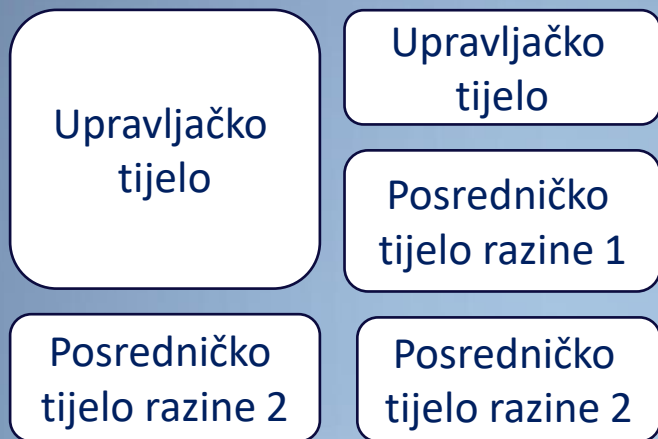 Upravljačko
tijelo
Upravljačko
tijelo
Posredničko
tijelo razine 1
Posredničko
tijelo razine 2
Posredničko
tijelo razine 2